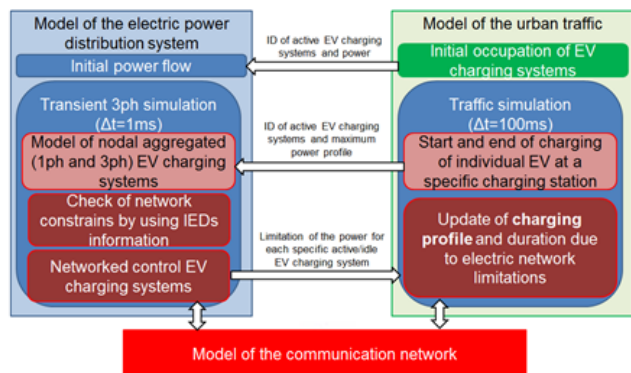 Model of the electric power
distribution system
Initial power flow
Transient 3ph simulation
(Δt=1ms)
Model of nodal aggregated
(1ph and 3ph) EV charging
systems
Check of network
constrains by using IEDs
information
Networked control EV
charging systems
ID of active EV charging
systems and power
ID of active EV charging
systems and maximum
power profile
Limitation of the power for
each specific active/idle
EV charging system
Model of the urban traffic
Initial occupation of EV
charging systems
Traffic simulation
(Δt=100ms)
Start and end of charging
of individual EV at a
specific charging station
Update of charging
profile and duration due
to electric network
limitations
Model of the communication network